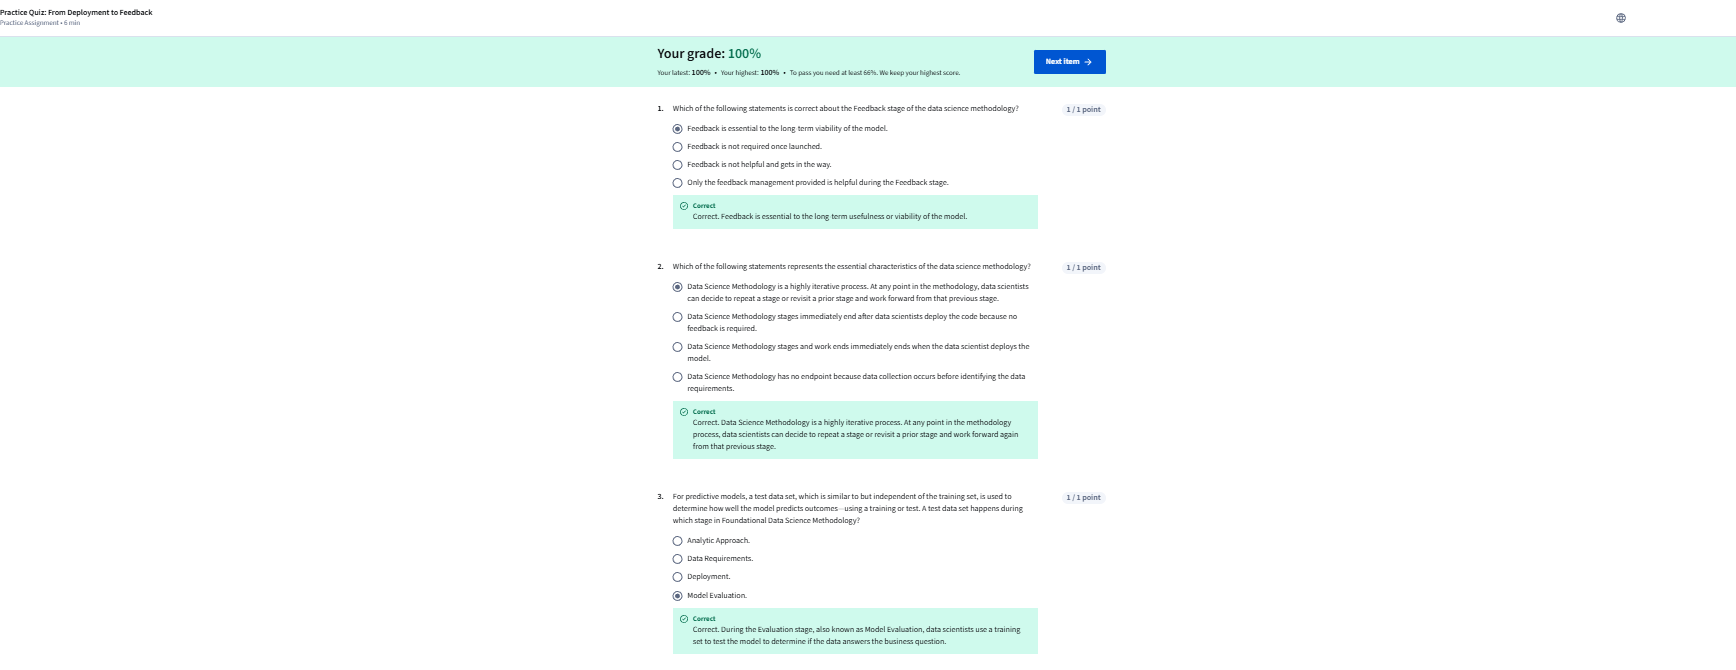 Practice Quiz: From Deployment to Feedback
Practice Assignment • 6 min
Your grade: 100%
Your latest: 100% • Your highest: 100% • To pass you need at least 66%. We keep your highest score.
Next item →
1. Which of the following statements is correct about the Feedback stage of the data science methodology?
1 / 1 point
Feedback is essential to the long-term viability of the model.
Feedback is not required once launched.
Feedback is not helpful and gets in the way.
Only the feedback management provided is helpful during the Feedback stage.
Correct
Correct. Feedback is essential to the long-term usefulness or viability of the model.
2. Which of the following statements represents the essential characteristics of the data science methodology?
1 / 1 point
Data Science Methodology is a highly iterative process. At any point in the methodology, data scientists
can decide to repeat a stage or revisit a prior stage and work forward from that previous stage.
Data Science Methodology stages immediately end after data scientists deploy the code because no
feedback is required.
Data Science Methodology stages and work ends immediately ends when the data scientist deploys the
model.
Data Science Methodology has no endpoint because data collection occurs before identifying the data
requirements.
Correct
Correct. Data Science Methodology is a highly iterative process. At any point in the methodology
process, data scientists can decide to repeat a stage or revisit a prior stage and work forward again
from that previous stage.
3. For predictive models, a test data set, which is similar to but independent of the training set, is used to
determine how well the model predicts outcomes—using a training or test. A test data set happens during
which stage in Foundational Data Science Methodology?
1 / 1 point
Analytic Approach.
Data Requirements.
Deployment.
Model Evaluation.
Correct
Correct. During the Evaluation stage, also known as Model Evaluation, data scientists use a training
set to test the model to determine if the data answers the business question.